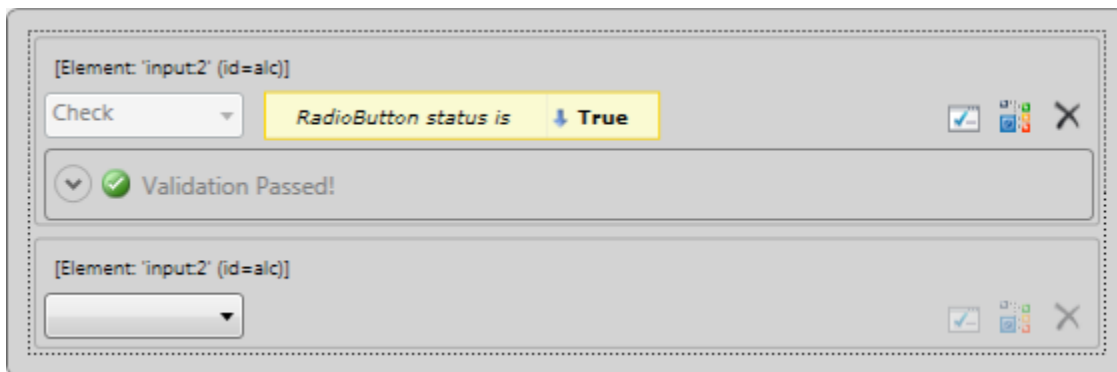 [Element: 'input:2' (id=alc)]
Check
RadioButton status is True
Validation Passed!
[Element: 'input:2' (id=alc)]